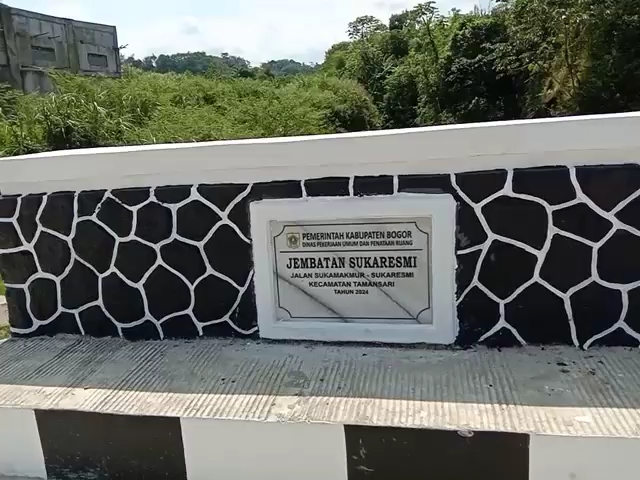 PEMERINTAH KABUPATEN BOGOR
DINAS PEKERJAAN UMUM DAN PENATAAN RUANG
JEMBATAN SUKARESMI
JALAN SUKAMAKMUR - SUKARESMI
KECAMATAN TAMANSARI
TAHUN 2024